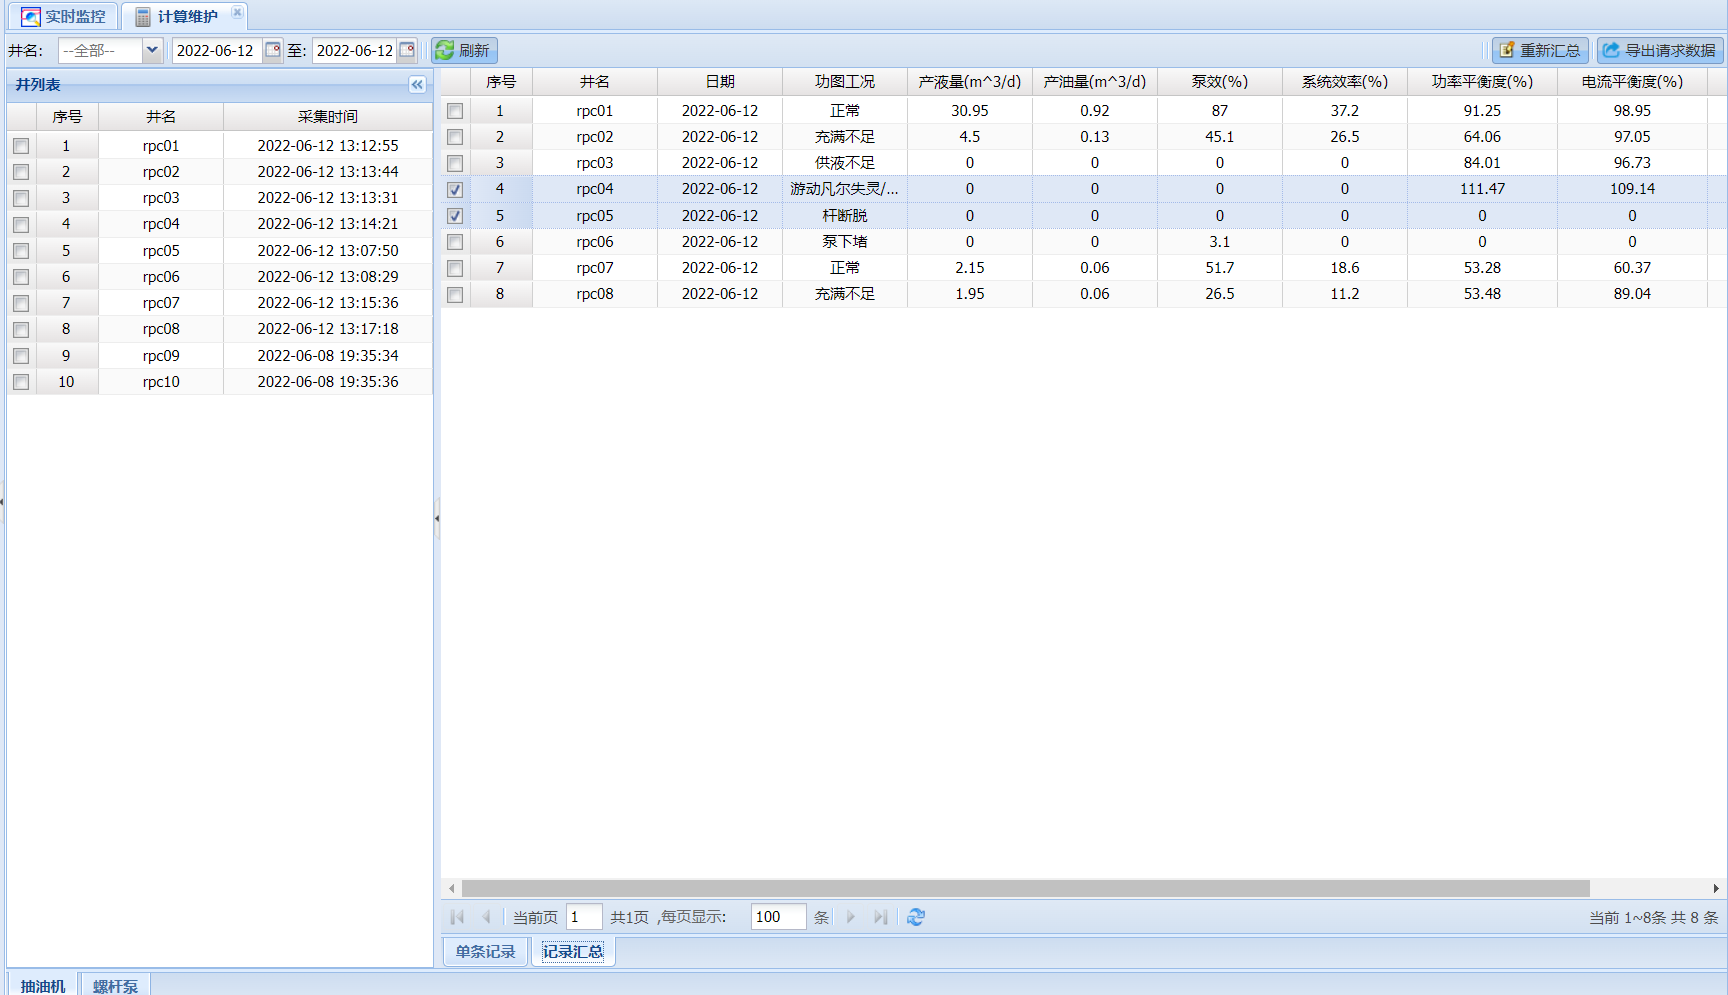 实时监控 计算维护
井名: --全部-- 2022-06-12 至: 2022-06-12 刷新 重新汇总 导出请求数据
井列表
序号 井名 采集时间
1 rpc01 2022-06-12 13:12:55
2 rpc02 2022-06-12 13:13:44
3 rpc03 2022-06-12 13:13:31
4 rpc04 2022-06-12 13:14:21
5 rpc05 2022-06-12 13:07:50
6 rpc06 2022-06-12 13:08:29
7 rpc07 2022-06-12 13:15:36
8 rpc08 2022-06-12 13:17:18
9 rpc09 2022-06-08 19:35:34
10 rpc10 2022-06-08 19:35:36
序号 井名 日期 功图工况 产液量(m^3/d) 产油量(m^3/d) 泵效(%) 系统效率(%) 功率平衡度(%) 电流平衡度(%)
1 rpc01 2022-06-12 正常 30.95 0.92 87 37.2 91.25 98.95
2 rpc02 2022-06-12 充满不足 4.5 0.13 45.1 26.5 64.06 97.05
3 rpc03 2022-06-12 供液不足 0 0 0 0 84.01 96.73
4 rpc04 2022-06-12 游动凡尔失灵/... 0 0 0 0 111.47 109.14
5 rpc05 2022-06-12 杆断脱 0 0 0 0 0 0
6 rpc06 2022-06-12 泵下堵 0 0 3.1 0 0 0
7 rpc07 2022-06-12 正常 2.15 0.06 51.7 18.6 53.28 60.37
8 rpc08 2022-06-12 充满不足 1.95 0.06 26.5 11.2 53.48 89.04
当前页 1 共1页 ,每页显示: 100 条 当前 1~8条 共 8 条
单条记录 记录汇总
抽油机 螺杆泵